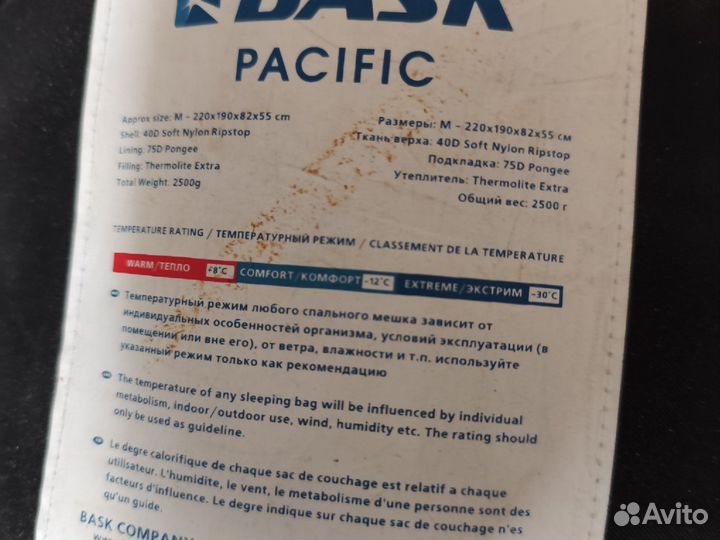 BASK
PACIFIC
Approx size: M - 220x190x82x55 cm
Shell: 40D Soft Nylon Ripstop
Lining: 75D Pongee
Filling: Thermolite Extra
Total Weight: 2500g
Размеры: M - 220x190x82x55 см
Ткань верха: 40D Soft Nylon Ripstop
Подкладка: 75D Pongee
Утеплитель: Thermolite Extra
Общий вес: 2500 г
TEMPERATURE RATING / ТЕМПЕРАТУРНЫЙ РЕЖИМ / CLASSEMENT DE LA TEMPERATURE
WARM/ТЕПЛО +8°C COMFORT/КОМФОРТ -12°C EXTREME/ЭКСТРИМ -30°C
Температурный режим любого спального мешка зависит от
индивидуальных особенностей организма, условий эксплуатации (в
помещении или вне его), от ветра, влажности и т.п. используйте
указанный режим только как рекомендацию
The temperature of any sleeping bag will be influenced by individual
metabolism, indoor/outdoor use, wind, humidity etc. The rating should
only be used as guideline.
Le degre calorifique de chaque sac de couchage est relatif a chaque
utilisateur. L'humidite, le vent, le metabolisme d'une personne sont des
facteurs d'influence. Le degre indique sur chaque sac de couchage n'es
qu'un guide.
BASK COMPANY
Avito